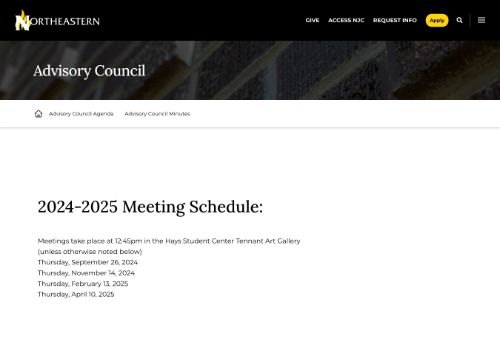 NORTHEASTERN
GIVE ACCESS NJC REQUEST INFO Apply
Advisory Council
Advisory Council Agenda Advisory Council Minutes
2024-2025 Meeting Schedule:
Meetings take place at 12:45pm in the Hays Student Center Tennant Art Gallery
(unless otherwise noted below)
Thursday, September 26, 2024
Thursday, November 14, 2024
Thursday, February 13, 2025
Thursday, April 10, 2025